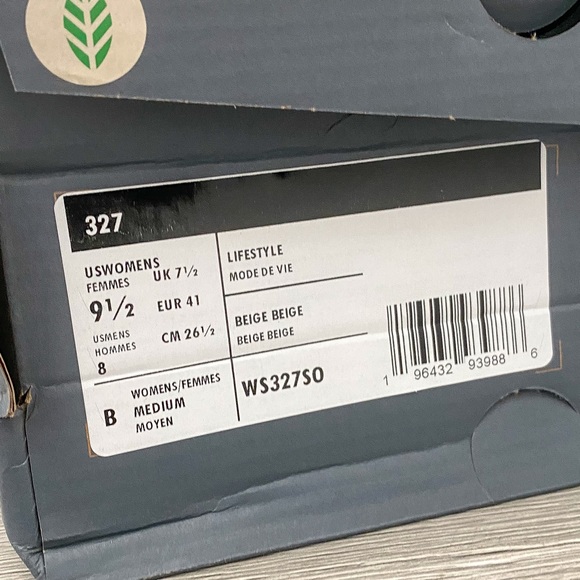 327
USWOMENS
FEMMES UK 7½
9½ EUR 41
USMENS
HOMMES CM 26½
8
LIFESTYLE
MODE DE VIE
BEIGE BEIGE
BEIGE BEIGE
B
WOMENS/FEMMES
MEDIUM
MOYEN
WS327SO
1 96432 93988 6